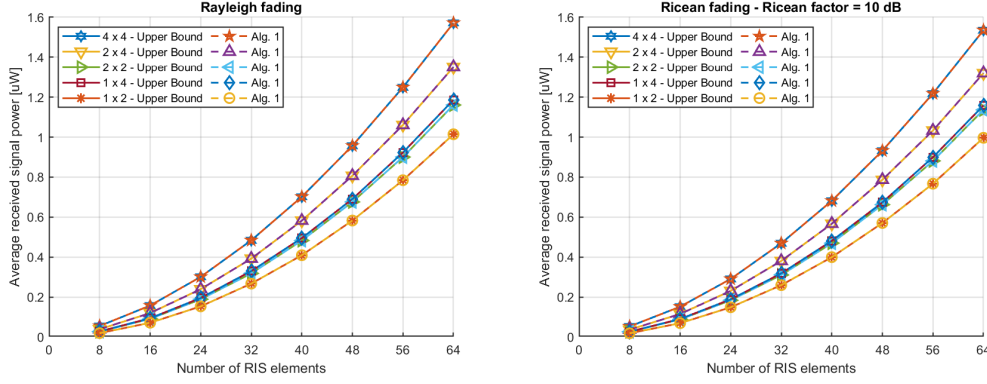 Rayleigh fading
1.6
1.4
1.2
1
0.8
0.6
0.4
0.2
0
Average received signal power [uW]
4 x 4 - Upper Bound Alg. 1
2 x 4 - Upper Bound Alg. 1
2 x 2 - Upper Bound Alg. 1
1 x 4 - Upper Bound Alg. 1
1 x 2 - Upper Bound Alg. 1
0 8 16 24 32 40 48 56 64
Number of RIS elements
Ricean fading - Ricean factor = 10 dB
1.6
1.4
1.2
1
0.8
0.6
0.4
0.2
0
Average received signal power [uW]
4 x 4 - Upper Bound Alg. 1
2 x 4 - Upper Bound Alg. 1
2 x 2 - Upper Bound Alg. 1
1 x 4 - Upper Bound Alg. 1
1 x 2 - Upper Bound Alg. 1
0 8 16 24 32 40 48 56 64
Number of RIS elements